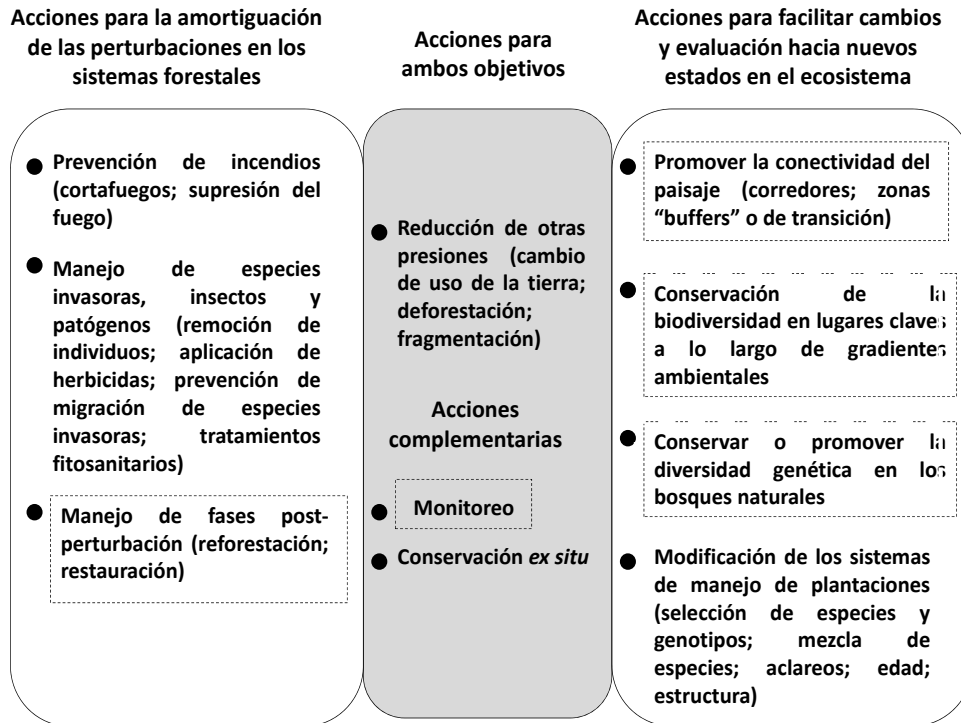 Acciones para la amortiguación
de las perturbaciones en los
sistemas forestales
Prevención de incendios
(cortafuegos; supresión del
fuego)
Manejo de especies
invasoras, insectos y
patógenos (remoción de
individuos; aplicación de
herbicidas; prevención de
migración de especies
invasoras; tratamientos
fitosanitarios)
Manejo de fases post-
perturbación (reforestación;
restauración)
Acciones para
ambos objetivos
Reducción de otras
presiones (cambio
de uso de la tierra;
deforestación;
fragmentación)
Acciones
complementarias
Monitoreo
Conservación ex situ
Acciones para facilitar cambios
y evaluación hacia nuevos
estados en el ecosistema
Promover la conectividad del
paisaje (corredores; zonas
“buffers” o de transición)
Conservación de la
biodiversidad en lugares claves
a lo largo de gradientes
ambientales
Conservar o promover la
diversidad genética en los
bosques naturales
Modificación de los sistemas
de manejo de plantaciones
(selección de especies y
genotipos; mezcla de
especies; aclareos; edad;
estructura)